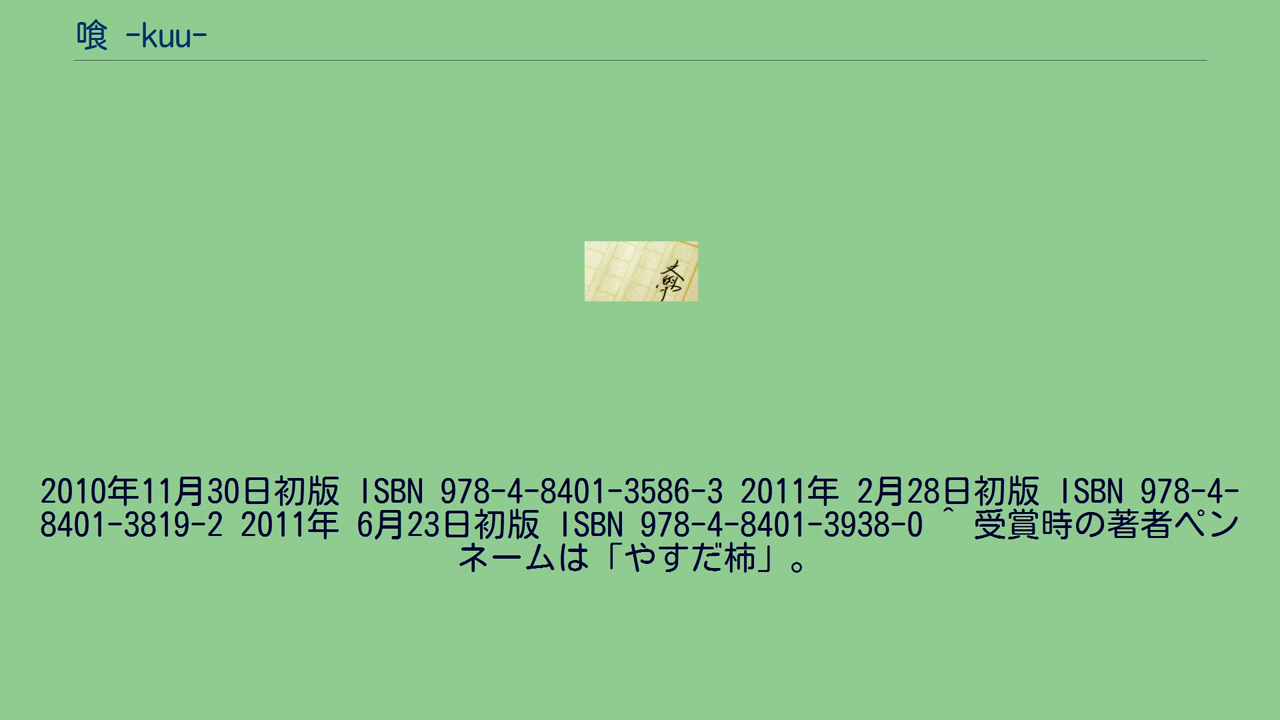 喰 -kuu-
2010年11月30日初版 ISBN 978-4-8401-3586-3 2011年 2月28日初版 ISBN 978-4-
8401-3819-2 2011年 6月23日初版 ISBN 978-4-8401-3938-0 ^ 受賞時の著者ペン
ネームは「やすだ柿」。